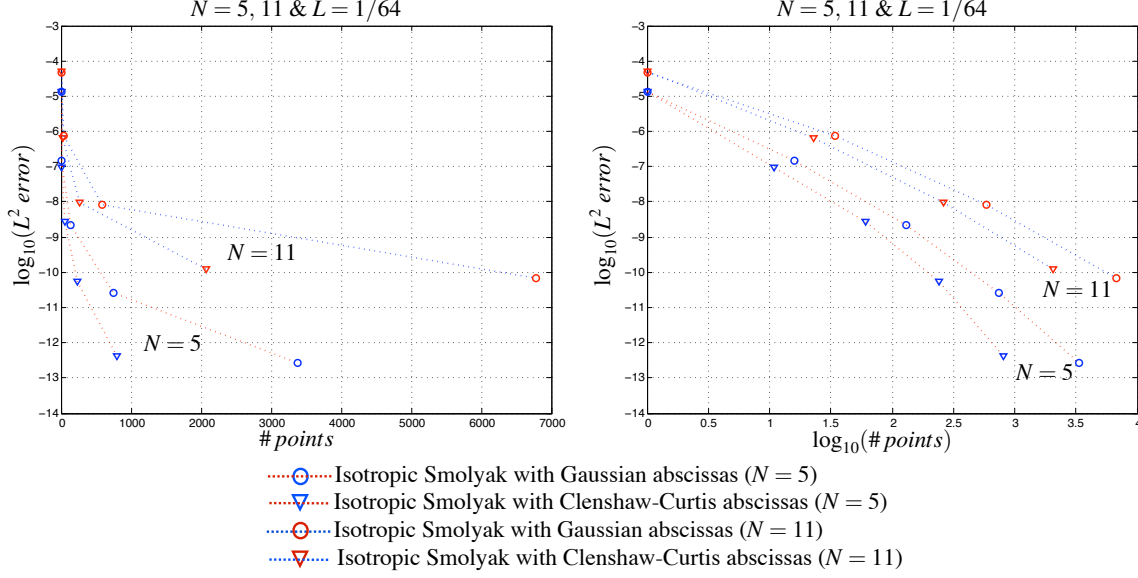 N = 5, 11 & L = 1/64
−3
−4
−5
−6
−7
−8
−9
−10
−11
−12
−13
−14
log₁₀(L² error)
N = 11
N = 5
0
1000
2000
3000
4000
5000
6000
7000
# points
N = 5, 11 & L = 1/64
−3
−4
−5
−6
−7
−8
−9
−10
−11
−12
−13
−14
log₁₀(L² error)
N = 11
N = 5
0
0.5
1
1.5
2
2.5
3
3.5
4
log₁₀(# points)
Isotropic Smolyak with Gaussian abscissas (N = 5)
Isotropic Smolyak with Clenshaw-Curtis abscissas (N = 5)
Isotropic Smolyak with Gaussian abscissas (N = 11)
Isotropic Smolyak with Clenshaw-Curtis abscissas (N = 11)